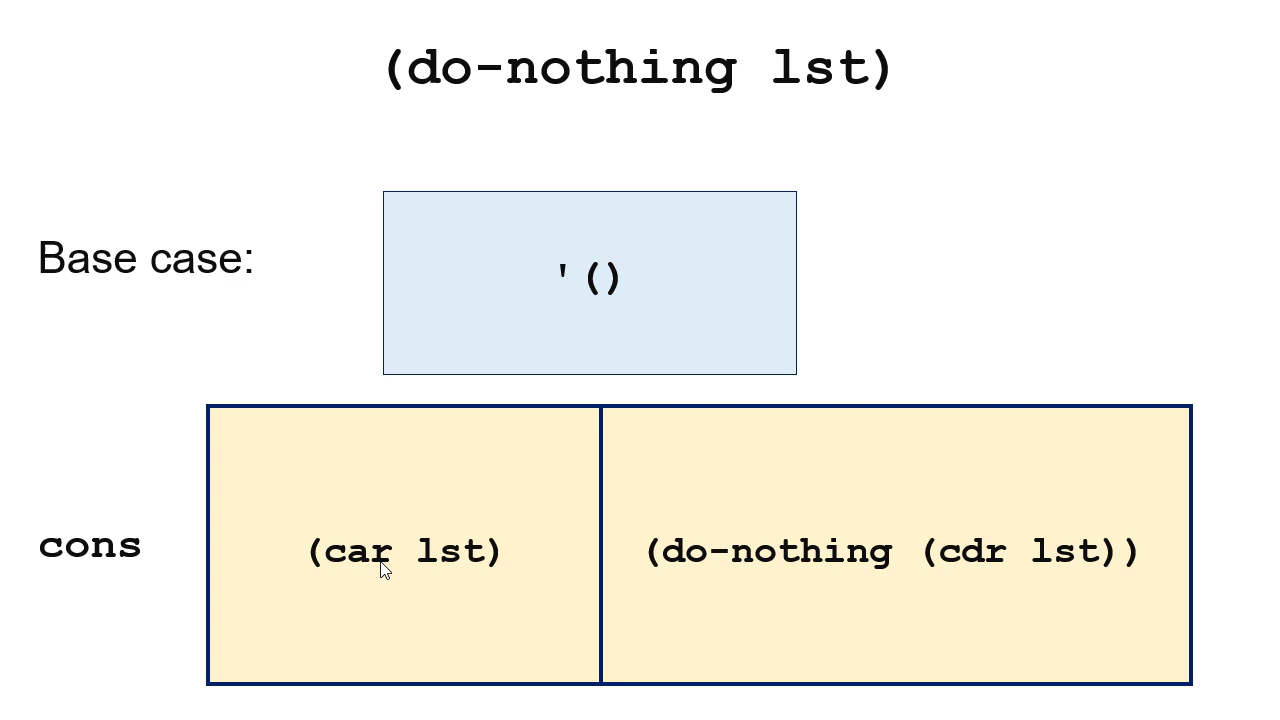 (do-nothing lst)
Base case:
'()
cons
(car lst)
(do-nothing (cdr lst))